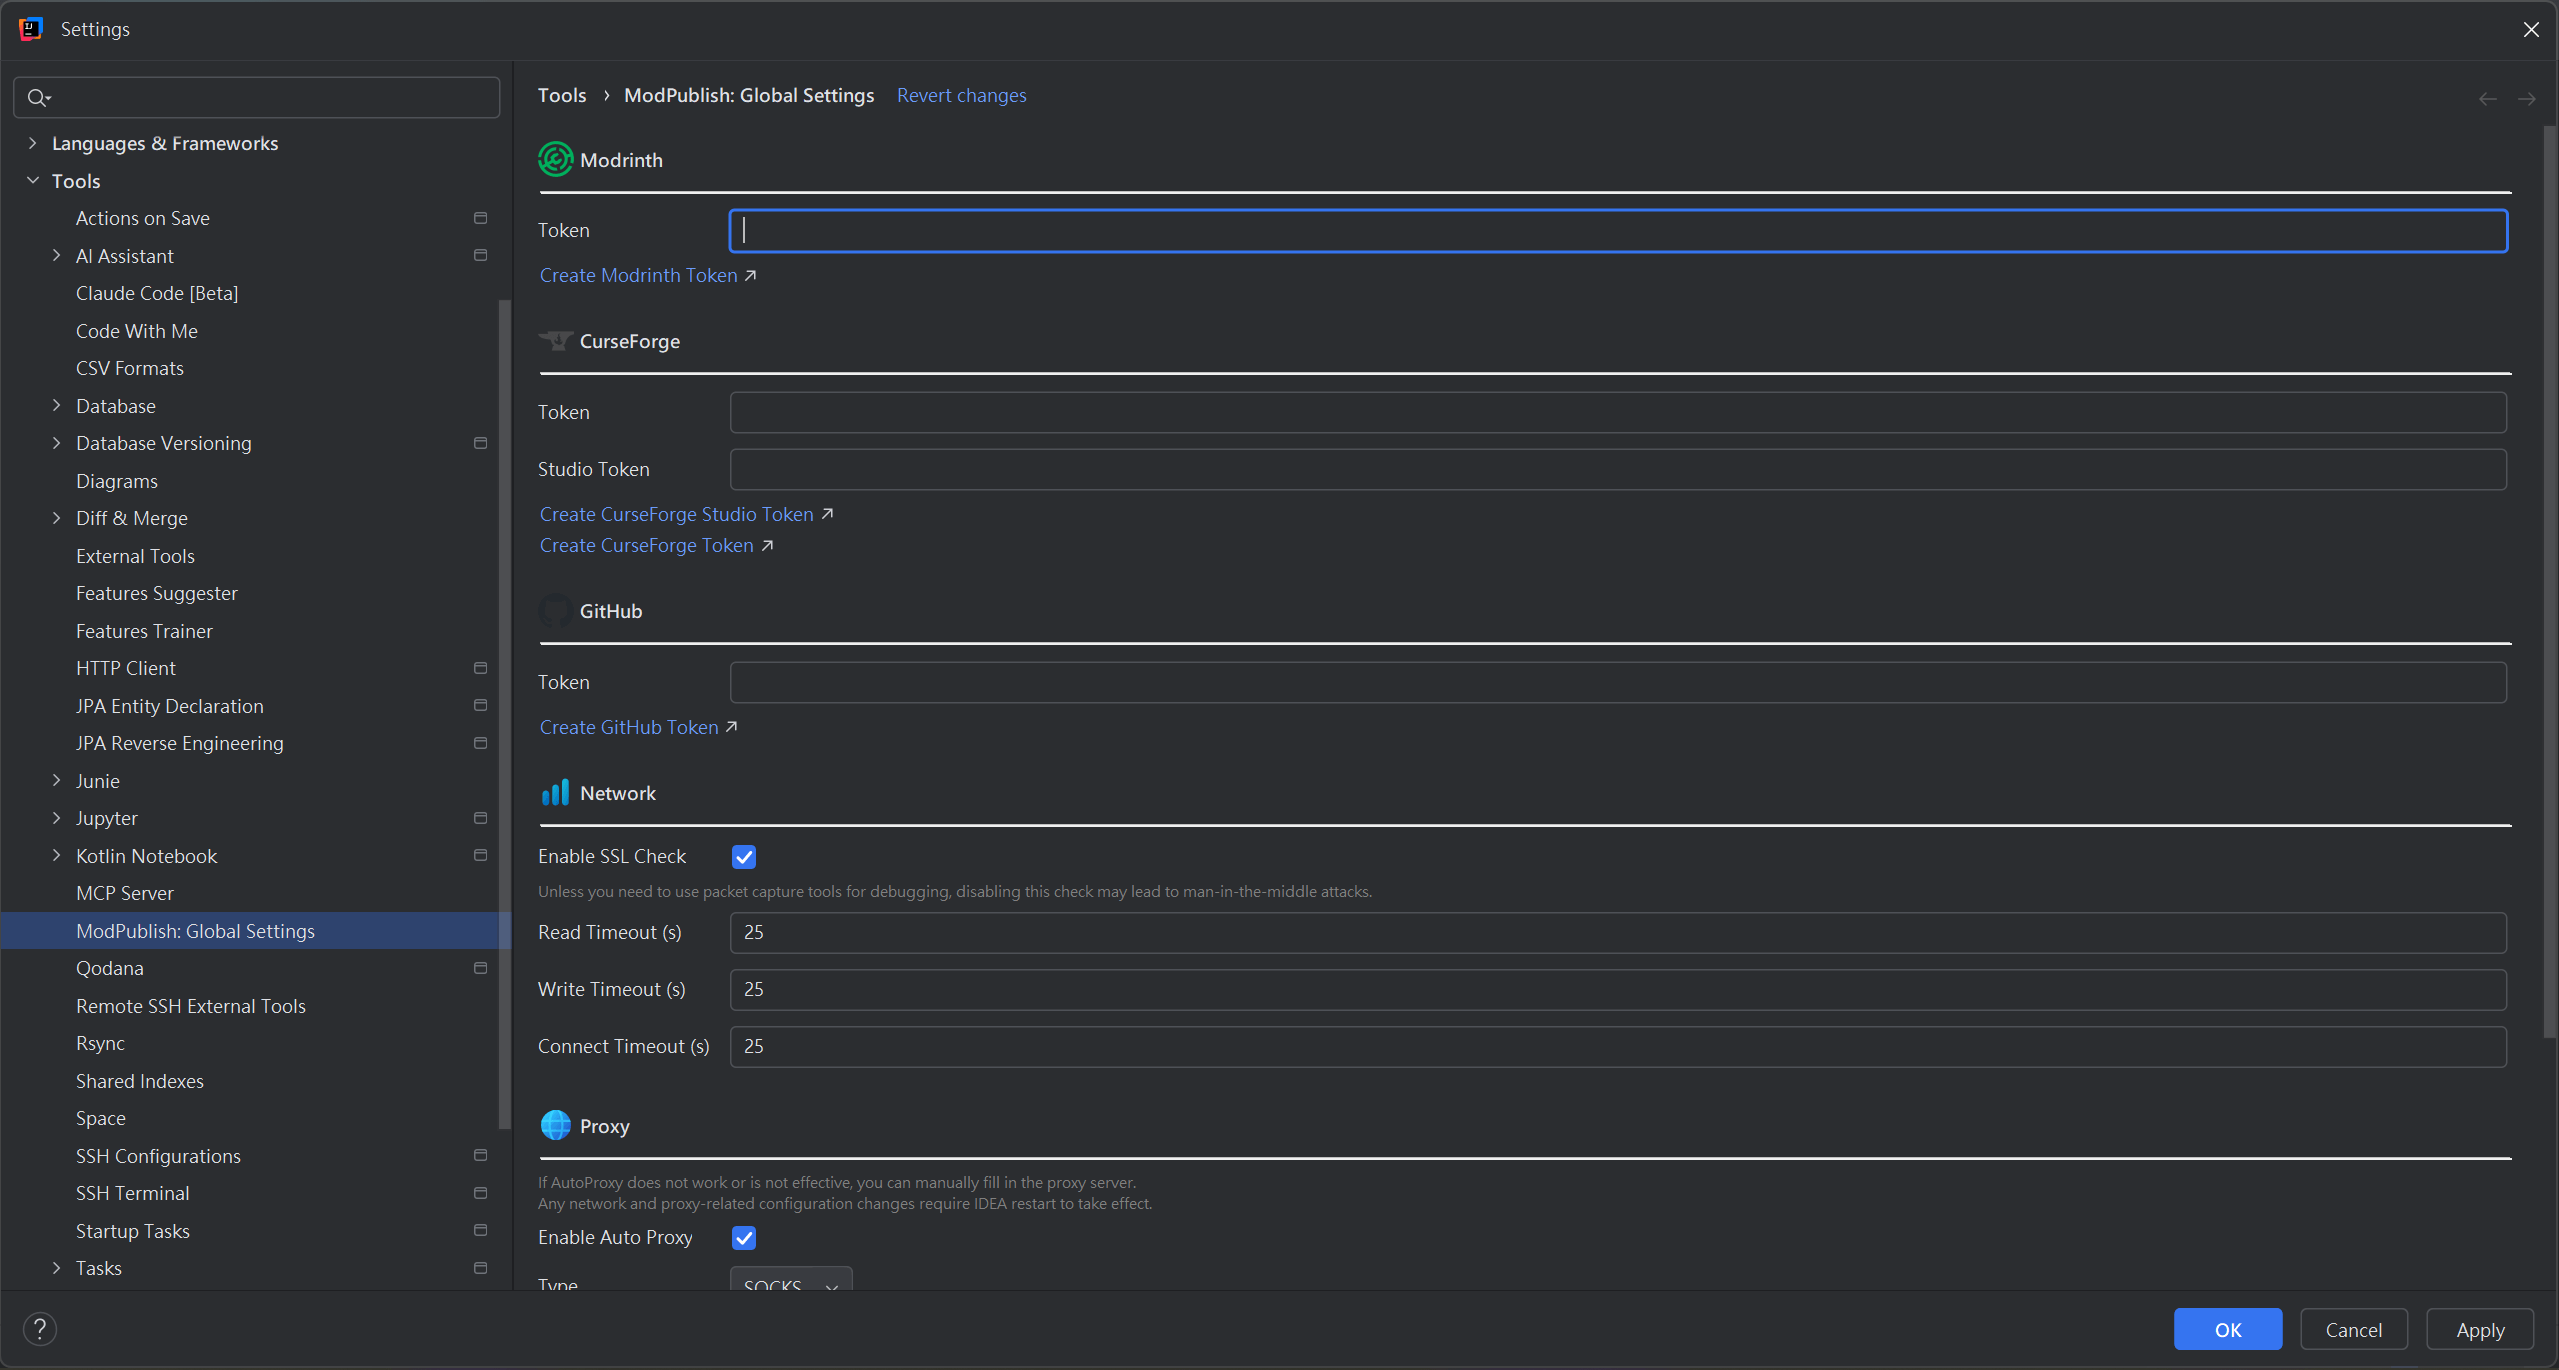 Settings
Languages & Frameworks
Tools
Actions on Save
AI Assistant
Claude Code [Beta]
Code With Me
CSV Formats
Database
Database Versioning
Diagrams
Diff & Merge
External Tools
Features Suggester
Features Trainer
HTTP Client
JPA Entity Declaration
JPA Reverse Engineering
Junie
Jupyter
Kotlin Notebook
MCP Server
ModPublish: Global Settings
Qodana
Remote SSH External Tools
Rsync
Shared Indexes
Space
SSH Configurations
SSH Terminal
Startup Tasks
Tasks
Tools › ModPublish: Global Settings Revert changes
Modrinth
Token
Create Modrinth Token ↗
CurseForge
Token
Studio Token
Create CurseForge Studio Token ↗
Create CurseForge Token ↗
GitHub
Token
Create GitHub Token ↗
Network
Enable SSL Check
Unless you need to use packet capture tools for debugging, disabling this check may lead to man-in-the-middle attacks.
Read Timeout (s) 25
Write Timeout (s) 25
Connect Timeout (s) 25
Proxy
If AutoProxy does not work or is not effective, you can manually fill in the proxy server.
Any network and proxy-related configuration changes require IDEA restart to take effect.
Enable Auto Proxy
Type SOCKS
? OK Cancel Apply